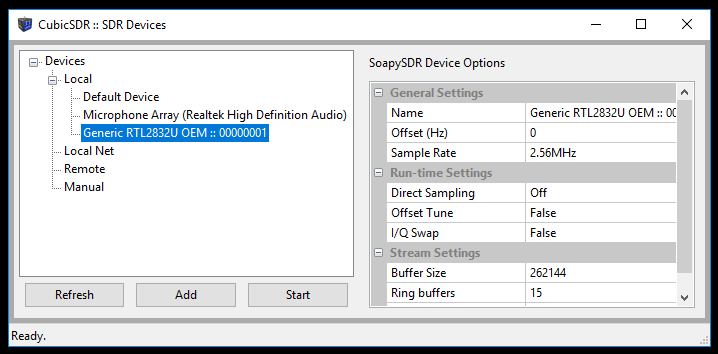 CubicSDR :: SDR Devices
Devices
Local
Default Device
Microphone Array (Realtek High Definition Audio)
Generic RTL2832U OEM :: 00000001
Local Net
Remote
Manual
Refresh
Add
Start
SoapySDR Device Options
General Settings
Name Generic RTL2832U OEM :: 00
Offset (Hz) 0
Sample Rate 2.56MHz
Run-time Settings
Direct Sampling Off
Offset Tune False
I/Q Swap False
Stream Settings
Buffer Size 262144
Ring buffers 15
Ready.